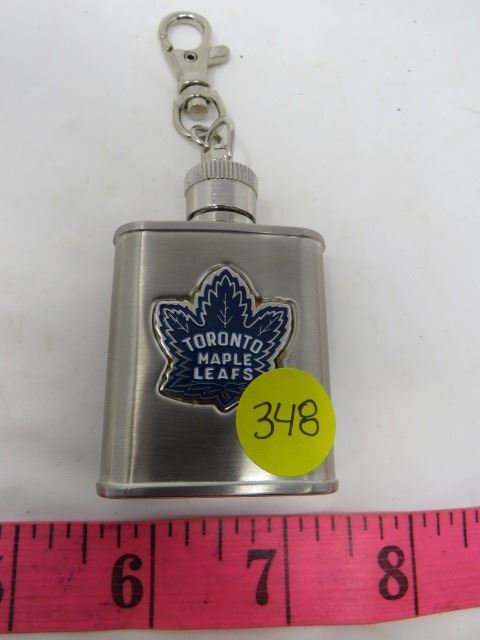 TORONTO
MAPLE
LEAFS
348
6 7 8